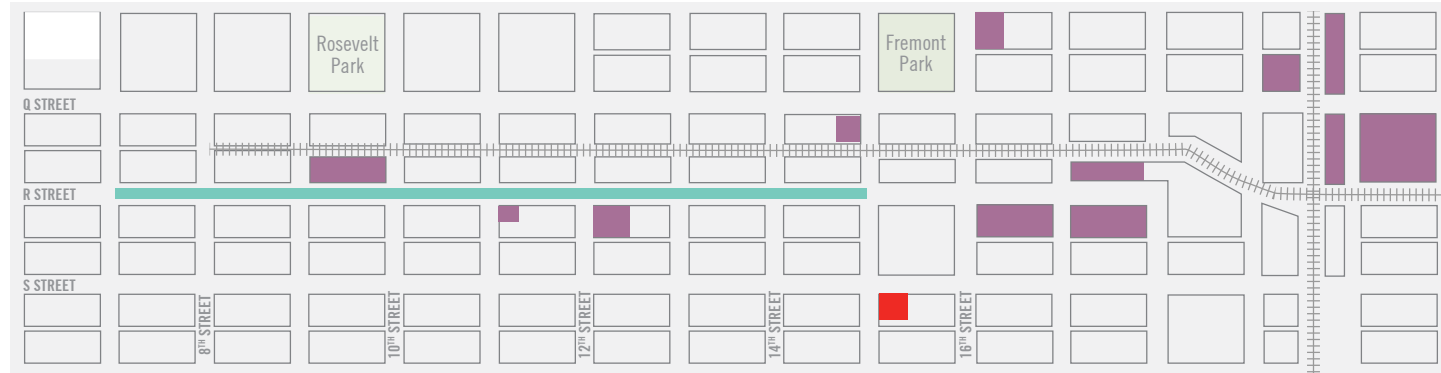 Rosevelt
Park
Fremont
Park
Q STREET
R STREET
S STREET
8TH STREET
10TH STREET
12TH STREET
14TH STREET
16TH STREET